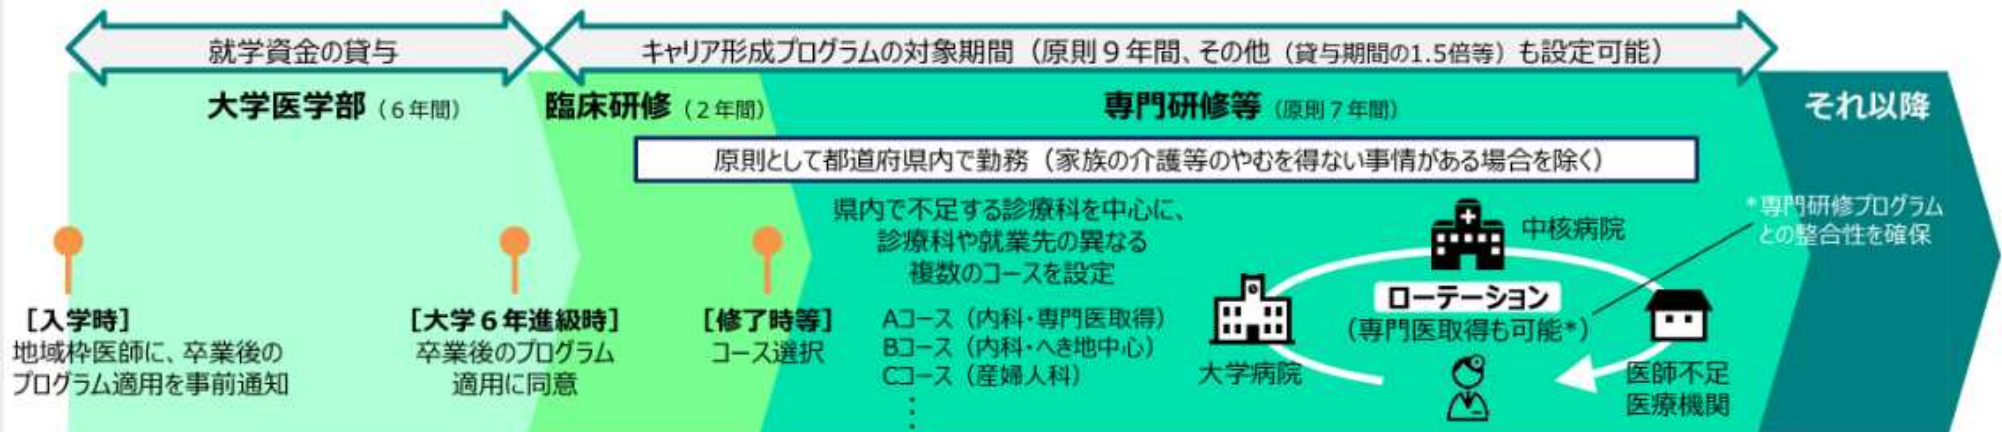 就学資金の貸与
キャリア形成プログラムの対象期間（原則９年間、その他（貸与期間の1.5倍等）も設定可能）
大学医学部（６年間）
臨床研修（２年間）
専門研修等（原則７年間）
それ以降
原則として都道府県内で勤務（家族の介護等のやむを得ない事情がある場合を除く）
［入学時］
地域枠医師に、卒業後の
プログラム適用を事前通知
［大学６年進級時］
卒業後のプログラム
適用に同意
［修了時等］
コース選択
県内で不足する診療科を中心に、
診療科や就業先の異なる
複数のコースを設定
Aコース（内科・専門医取得）
Bコース（内科・へき地中心）
Cコース（産婦人科）
⋮
中核病院
ローテーション
（専門医取得も可能*）
大学病院
医師不足
医療機関
*専門研修プログラム
との整合性を確保